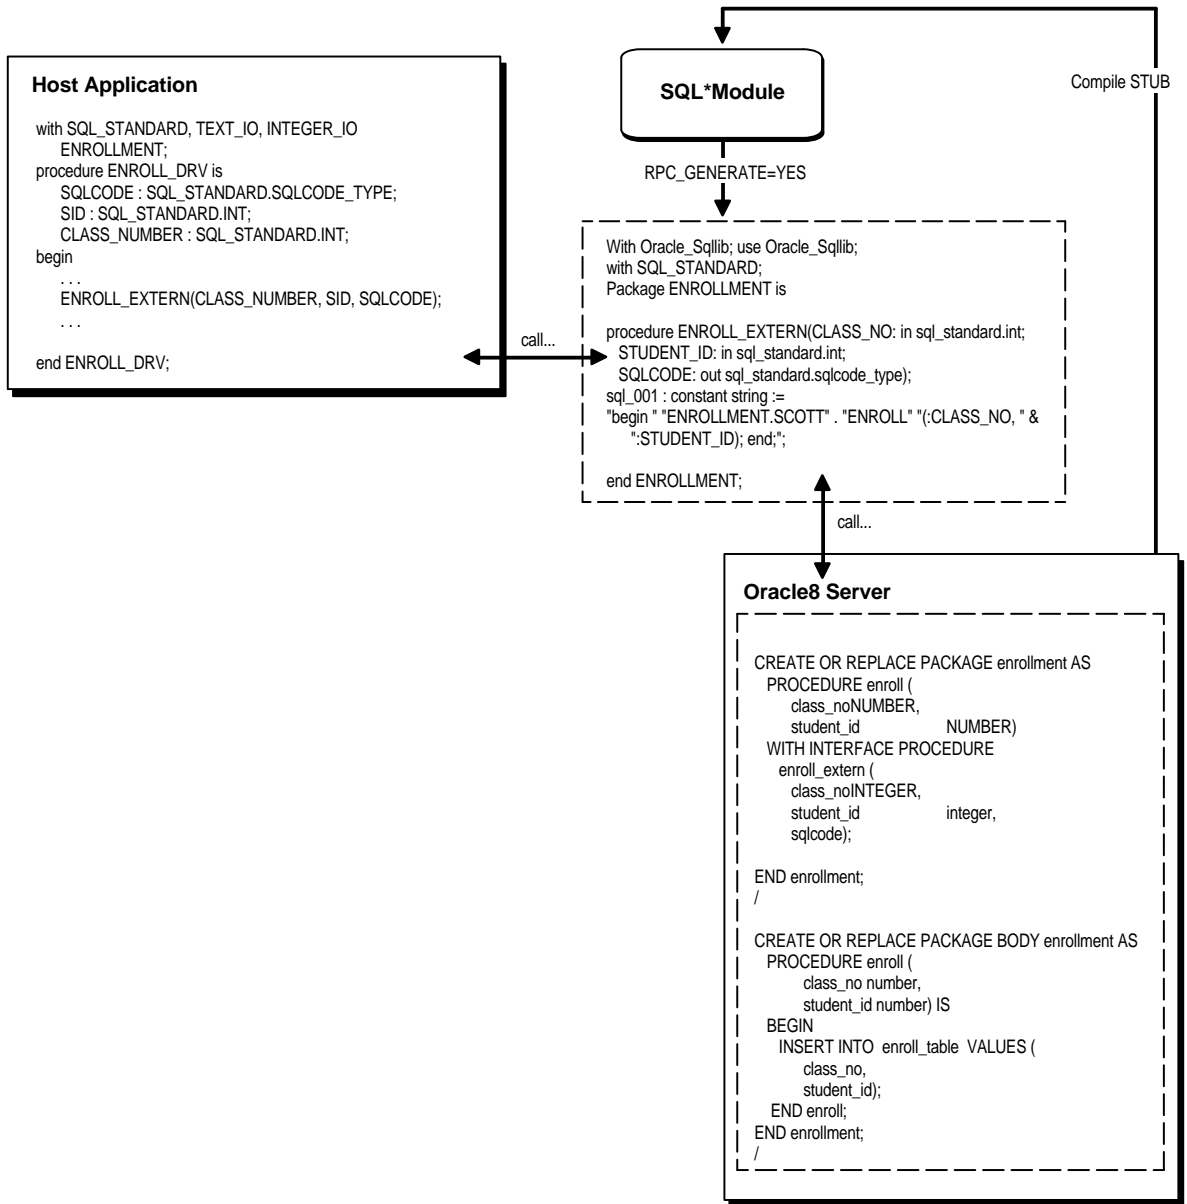 Host Application
with SQL_STANDARD, TEXT_IO, INTEGER_IO
ENROLLMENT;
procedure ENROLL_DRV is
SQLCODE : SQL_STANDARD.SQLCODE_TYPE;
SID : SQL_STANDARD.INT;
CLASS_NUMBER : SQL_STANDARD.INT;
begin
. . .
ENROLL_EXTERN(CLASS_NUMBER, SID, SQLCODE);
. . .
end ENROLL_DRV;
call...
SQL*Module
Compile STUB
RPC_GENERATE=YES
With Oracle_Sqllib; use Oracle_Sqllib;
with SQL_STANDARD;
Package ENROLLMENT is
procedure ENROLL_EXTERN(CLASS_NO: in sql_standard.int;
STUDENT_ID: in sql_standard.int;
SQLCODE: out sql_standard.sqlcode_type);
sql_001 : constant string :=
"begin " "ENROLLMENT.SCOTT" . "ENROLL" "(:CLASS_NO, " &
":STUDENT_ID); end;";
end ENROLLMENT;
call...
Oracle8 Server
CREATE OR REPLACE PACKAGE enrollment AS
PROCEDURE enroll (
class_noNUMBER,
student_id NUMBER)
WITH INTERFACE PROCEDURE
enroll_extern (
class_noINTEGER,
student_id integer,
sqlcode);
END enrollment;
/
CREATE OR REPLACE PACKAGE BODY enrollment AS
PROCEDURE enroll (
class_no number,
student_id number) IS
BEGIN
INSERT INTO enroll_table VALUES (
class_no,
student_id);
END enroll;
END enrollment;
/